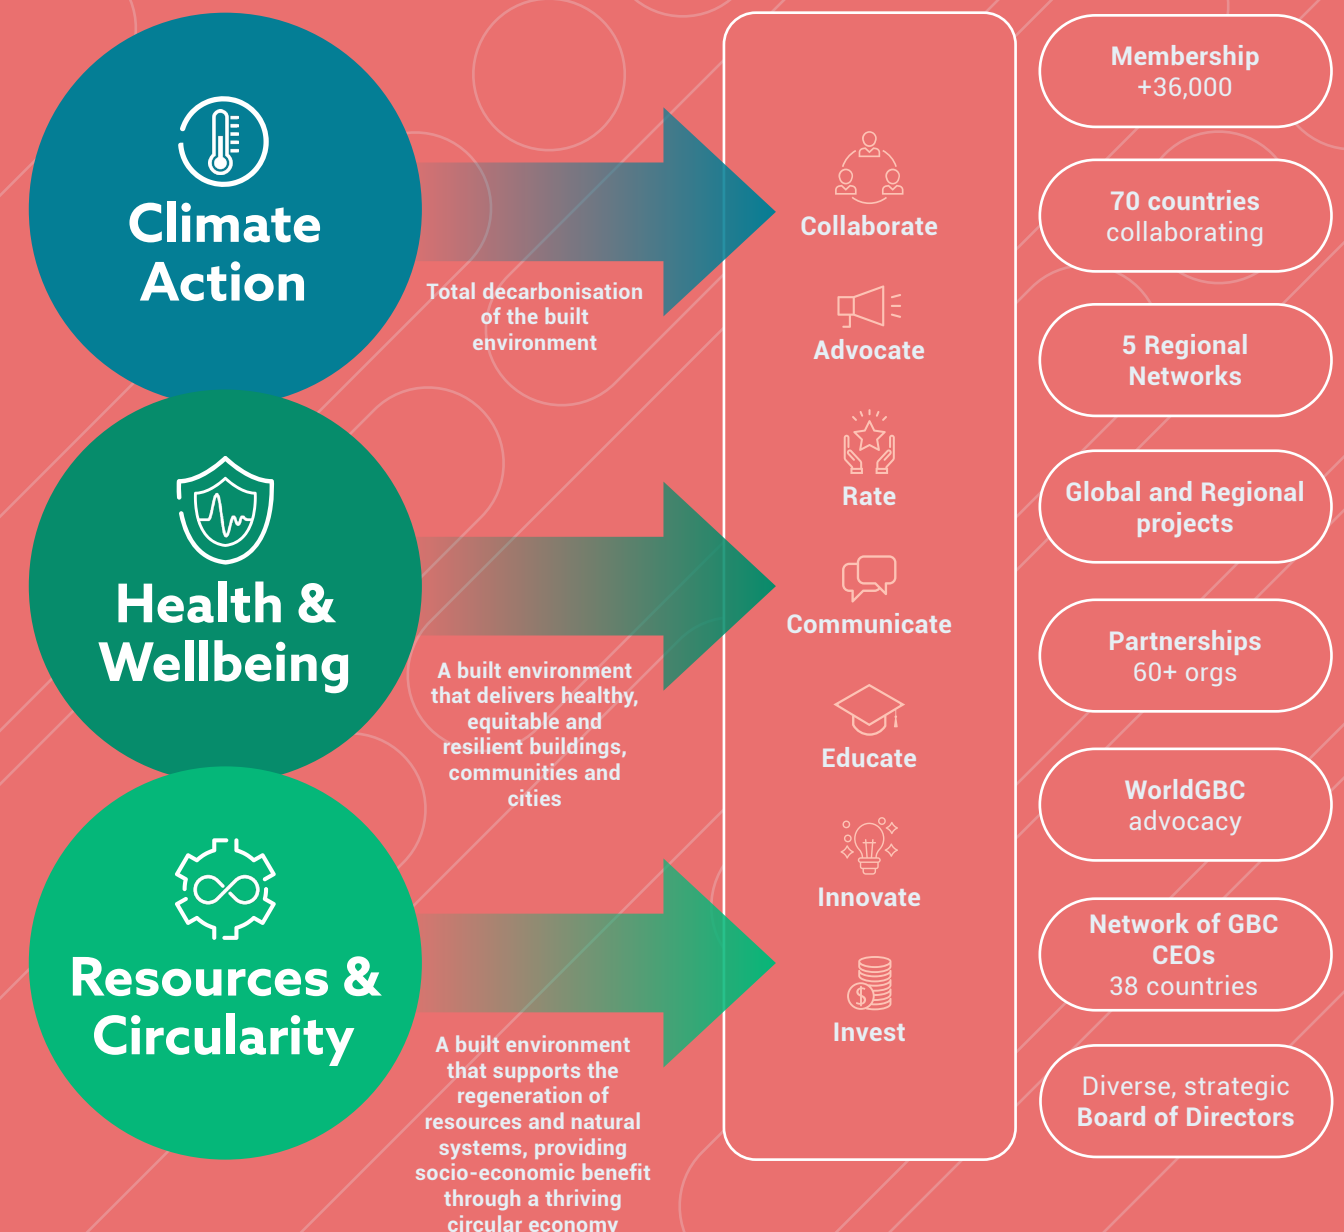 Climate
Action
Total decarbonisation
of the built
environment
Health &
Wellbeing
A built environment
that delivers healthy,
equitable and
resilient buildings,
communities and
cities
Resources &
Circularity
A built environment
that supports the
regeneration of
resources and natural
systems, providing
socio-economic benefit
through a thriving
circular economy
Collaborate
Advocate
Rate
Communicate
Educate
Innovate
$
Invest
Membership
+36,000
70 countries
collaborating
5 Regional
Networks
Global and Regional
projects
Partnerships
60+ orgs
WorldGBC
advocacy
Network of GBC
CEOs
38 countries
Diverse, strategic
Board of Directors